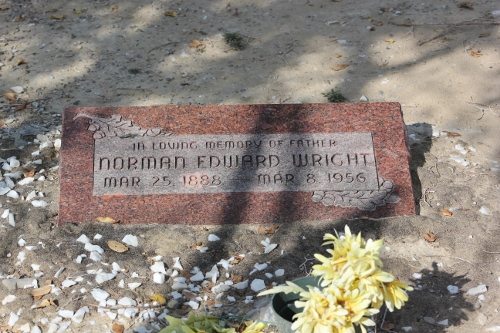 IN LOVING MEMORY OF FATHER
NORMAN EDWARD WRIGHT
MAR 25, 1888 MAR 8, 1956